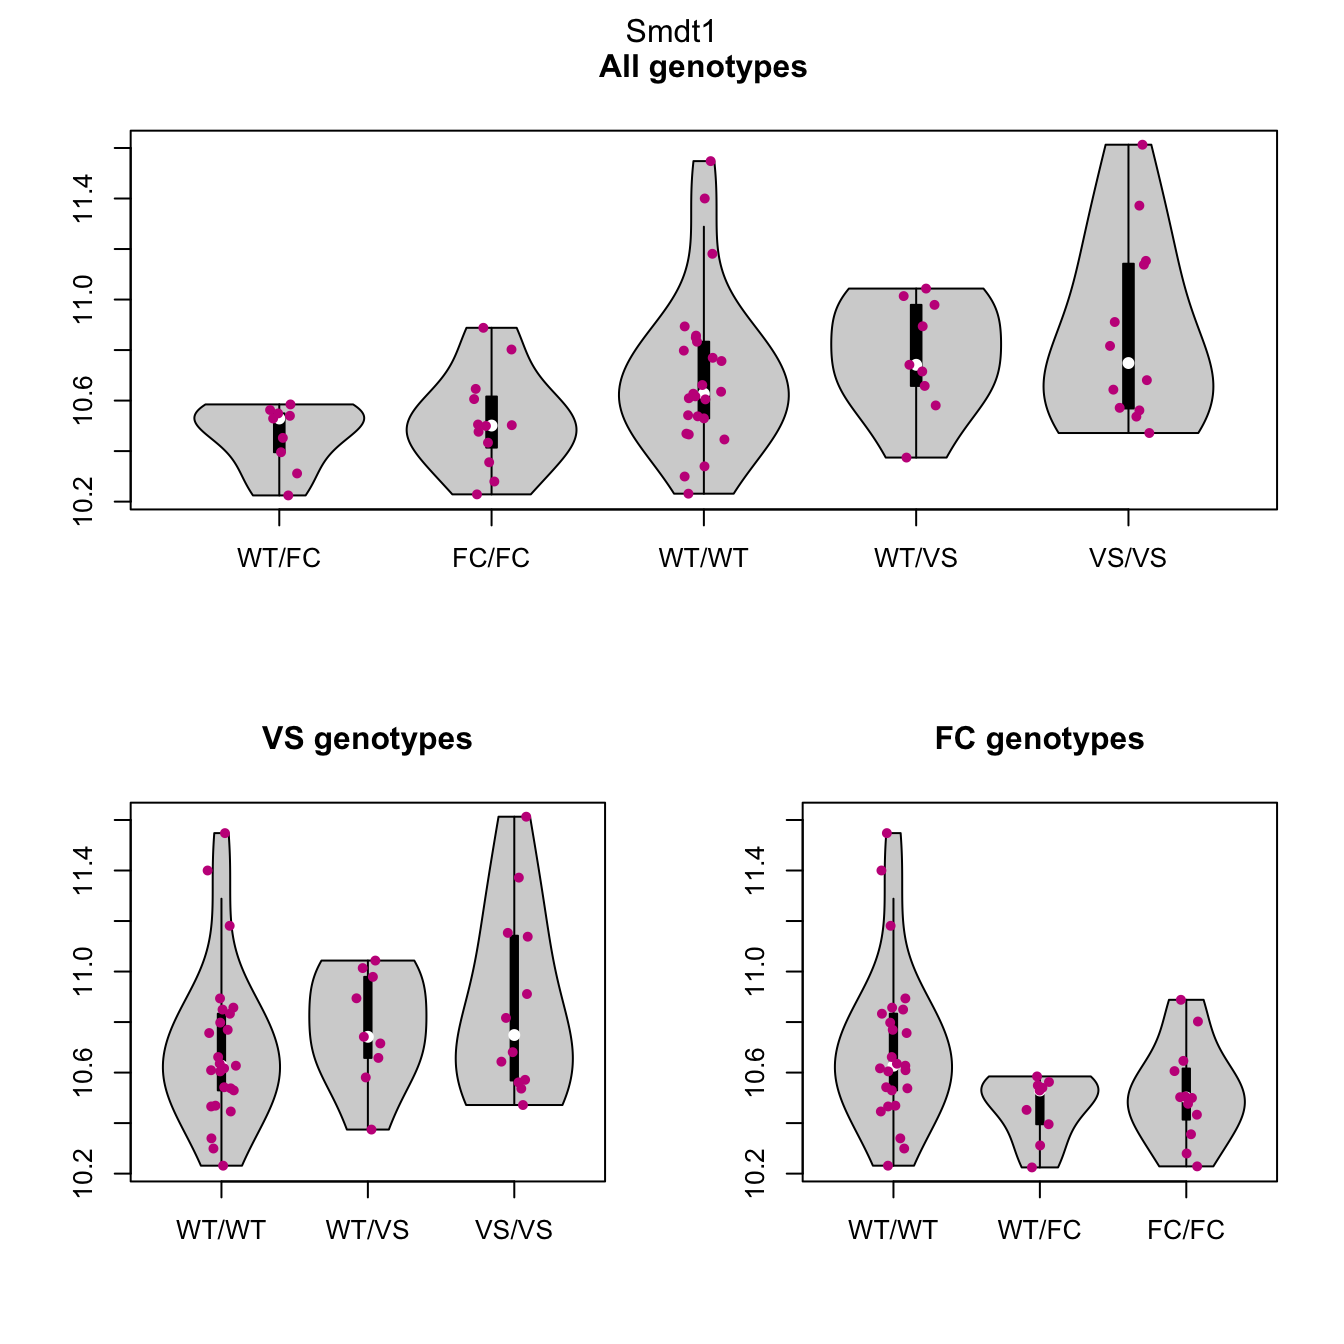 Smdt1
All genotypes
11.4
11.0
10.6
10.2
WT/FC FC/FC WT/WT WT/VS VS/VS
VS genotypes
11.4
11.0
10.6
10.2
WT/WT WT/VS VS/VS
FC genotypes
11.4
11.0
10.6
10.2
WT/WT WT/FC FC/FC